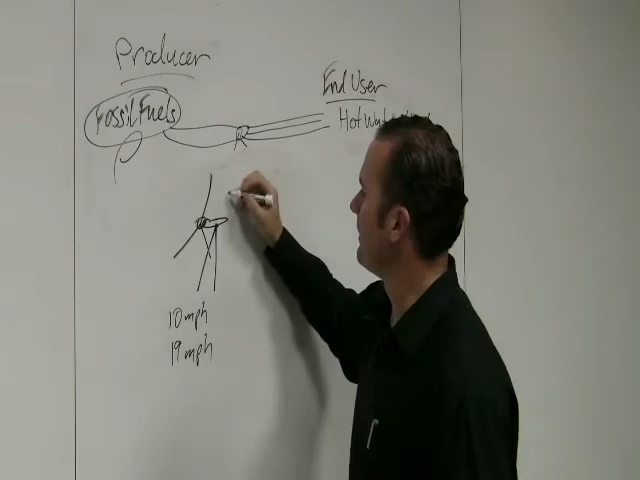 Producer
End User
Fossil Fuels
Hot Water
10 mph
19 mph